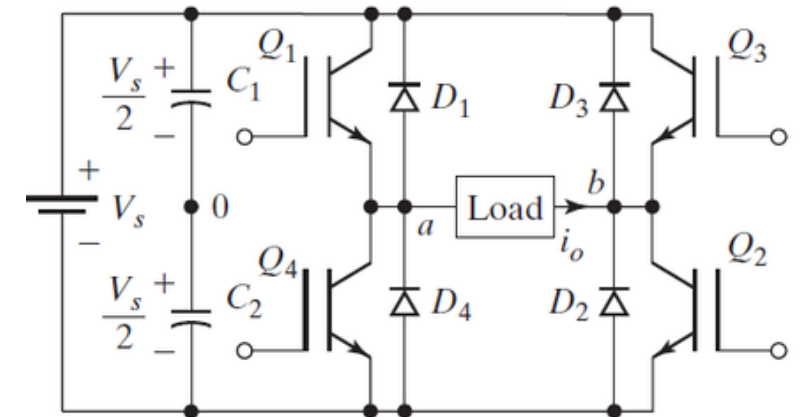 Q1
Vs
2
+
−
C1
D1
D3
Q3
+
Vs
−
0
a
Load
io
b
Vs
2
+
−
C2
Q4
D4
D2
Q2